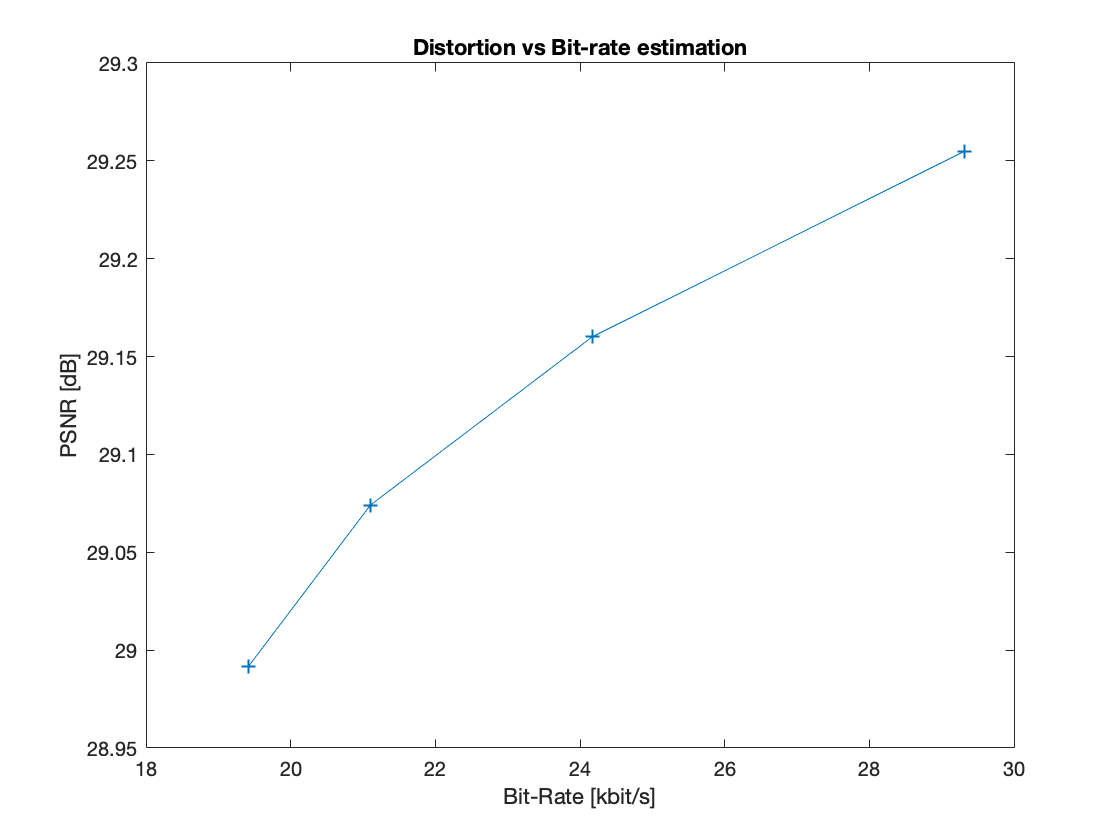 Distortion vs Bit-rate estimation
29.3
29.25
29.2
29.15
29.1
29.05
29
28.95
PSNR [dB]
18 20 22 24 26 28 30
Bit-Rate [kbit/s]